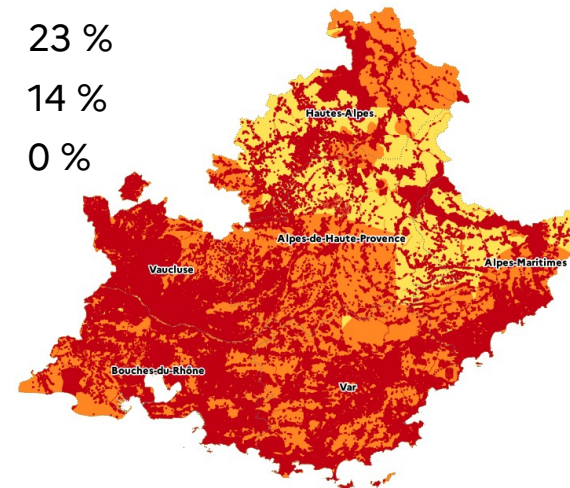 23 %
14 %
0 %
Hautes-Alpes
Alpes-de-Haute-Provence
Alpes-Maritimes
Vaucluse
Bouches-du-Rhône
Var